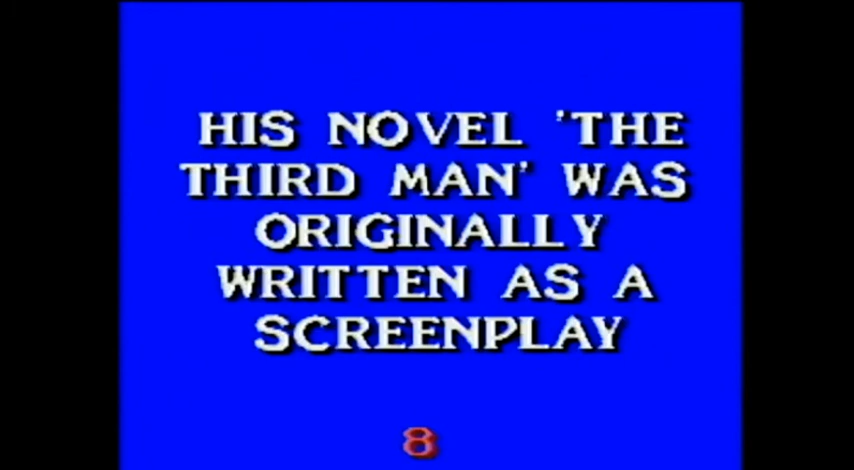 HIS NOVEL 'THE
THIRD MAN' WAS
ORIGINALLY
WRITTEN AS A
SCREENPLAY
8